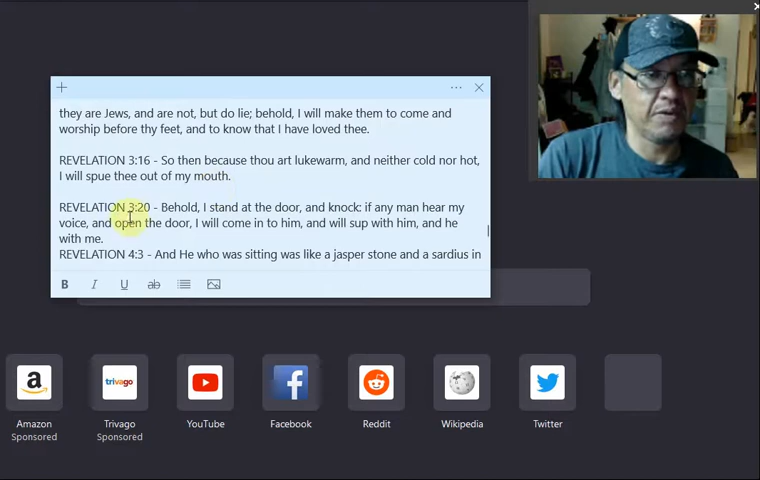 they are Jews, and are not, but do lie; behold, I will make them to come and
worship before thy feet, and to know that I have loved thee.
REVELATION 3:16 - So then because thou art lukewarm, and neither cold nor hot,
I will spue thee out of my mouth.
REVELATION 3:20 - Behold, I stand at the door, and knock: if any man hear my
voice, and open the door, I will come in to him, and will sup with him, and he
with me.
REVELATION 4:3 - And He who was sitting was like a jasper stone and a sardius in
B I U ab
a trivago
Amazon Trivago YouTube Facebook Reddit Wikipedia Twitter
Sponsored Sponsored